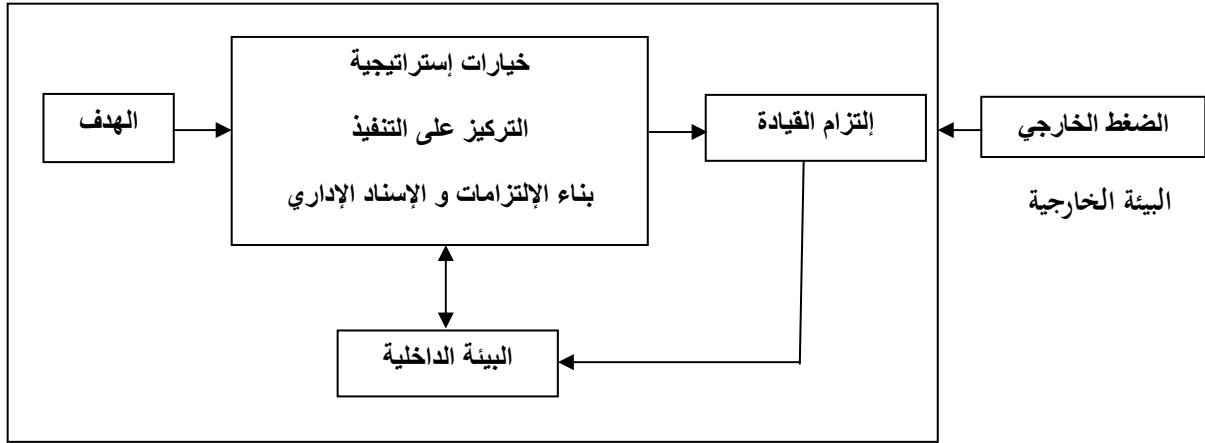 خيارات إستراتيجية
الهدف
التركيز على التنفيذ
إلتزام القيادة
الضغط الخارجي
بناء الإلتزامات و الإسناد الإداري
البيئة الخارجية
البيئة الداخلية